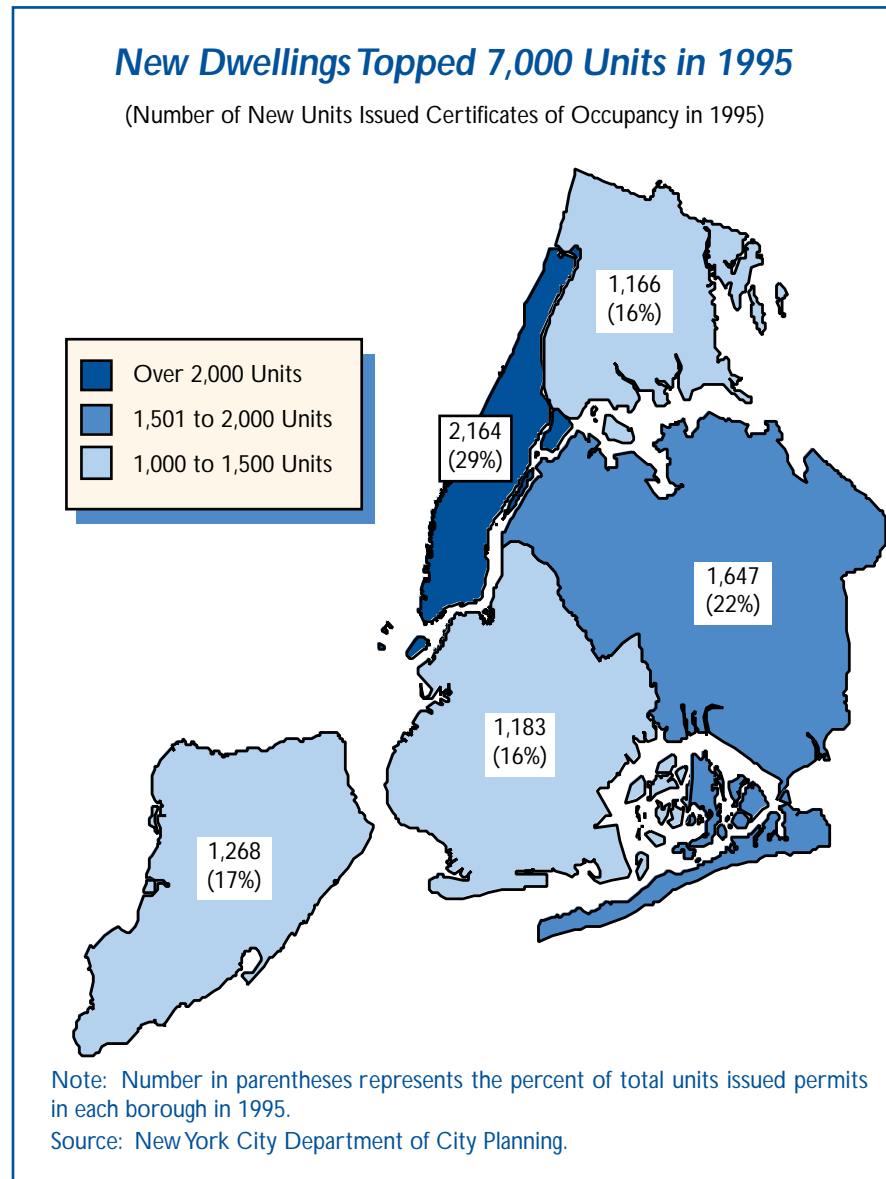 New Dwellings Topped 7,000 Units in 1995
(Number of New Units Issued Certificates of Occupancy in 1995)
1,166
(16%)
Over 2,000 Units
1,501 to 2,000 Units
1,000 to 1,500 Units
2,164
(29%)
1,647
(22%)
1,183
(16%)
1,268
(17%)
Note: Number in parentheses represents the percent of total units issued permits
in each borough in 1995.
Source: New York City Department of City Planning.